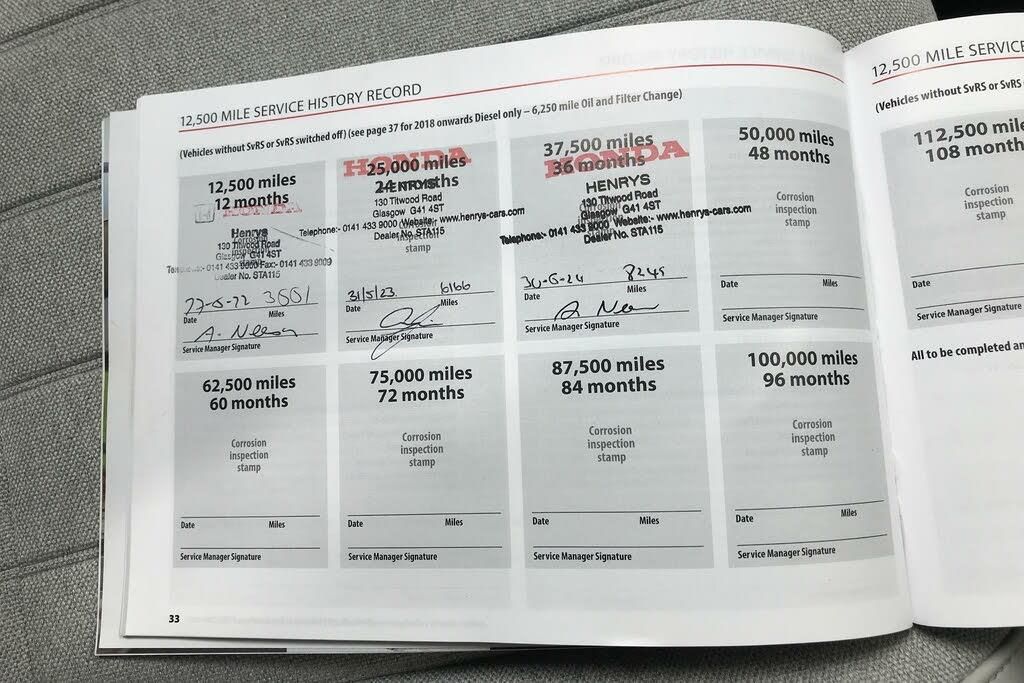 12,500 MILE SERVICE HISTORY RECORD
(Vehicles without SvRS or SvRS switched off) (see page 37 for 2018 onwards Diesel only – 6,250 mile Oil and Filter Change)
12,500 miles
12 months
HONDA
Henrys
130 Titwood Road
Glasgow G41 4ST
Telephone:- 0141 433 9000 Fax:- 0141 433 9009
Dealer No. STA115
3661
Date
Miles
A. Neeson
Service Manager Signature
25,000 miles
24 months
HONDA
HENRYS
130 Titwood Road
Glasgow G41 4ST
Telephone:- 0141 433 9000 Website:- www.henrys-cars.com
Dealer No. STA115
Corrosion
inspection
stamp
31/5/23
6166
Date
Miles
Service Manager Signature
37,500 miles
36 months
HONDA
HENRYS
130 Titwood Road
Glasgow G41 4ST
Telephone:- 0141 433 9000 Website:- www.henrys-cars.com
Dealer No. STA115
8245
Date
Miles
Service Manager Signature
50,000 miles
48 months
Corrosion
inspection
stamp
Date
Miles
Service Manager Signature
62,500 miles
60 months
Corrosion
inspection
stamp
Date
Miles
Service Manager Signature
75,000 miles
72 months
Corrosion
inspection
stamp
Date
Miles
Service Manager Signature
87,500 miles
84 months
Corrosion
inspection
stamp
Date
Miles
Service Manager Signature
100,000 miles
96 months
Corrosion
inspection
stamp
Date
Miles
Service Manager Signature
33
12,500 MILE SERVICE
(Vehicles without SvRS or SvRS
112,500 mile
108 month
Corrosion
inspection
stamp
Date
Service Manager Signature
All to be completed an